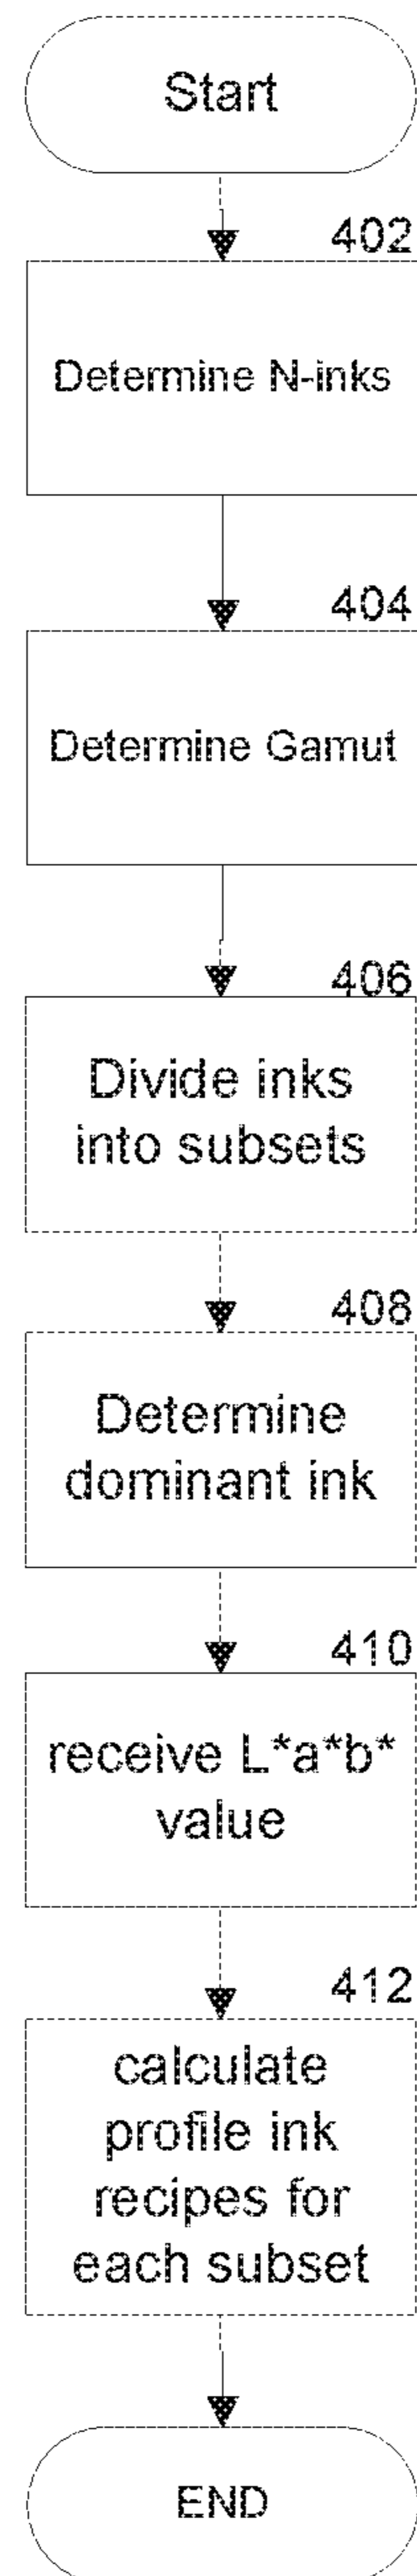 Start
402
Determine N-inks
404
Determine Gamut
406
Divide inks
into subsets
408
Determine
dominant ink
410
receive L*a*b*
value
412
calculate
profile ink
recipes for
each subset
END